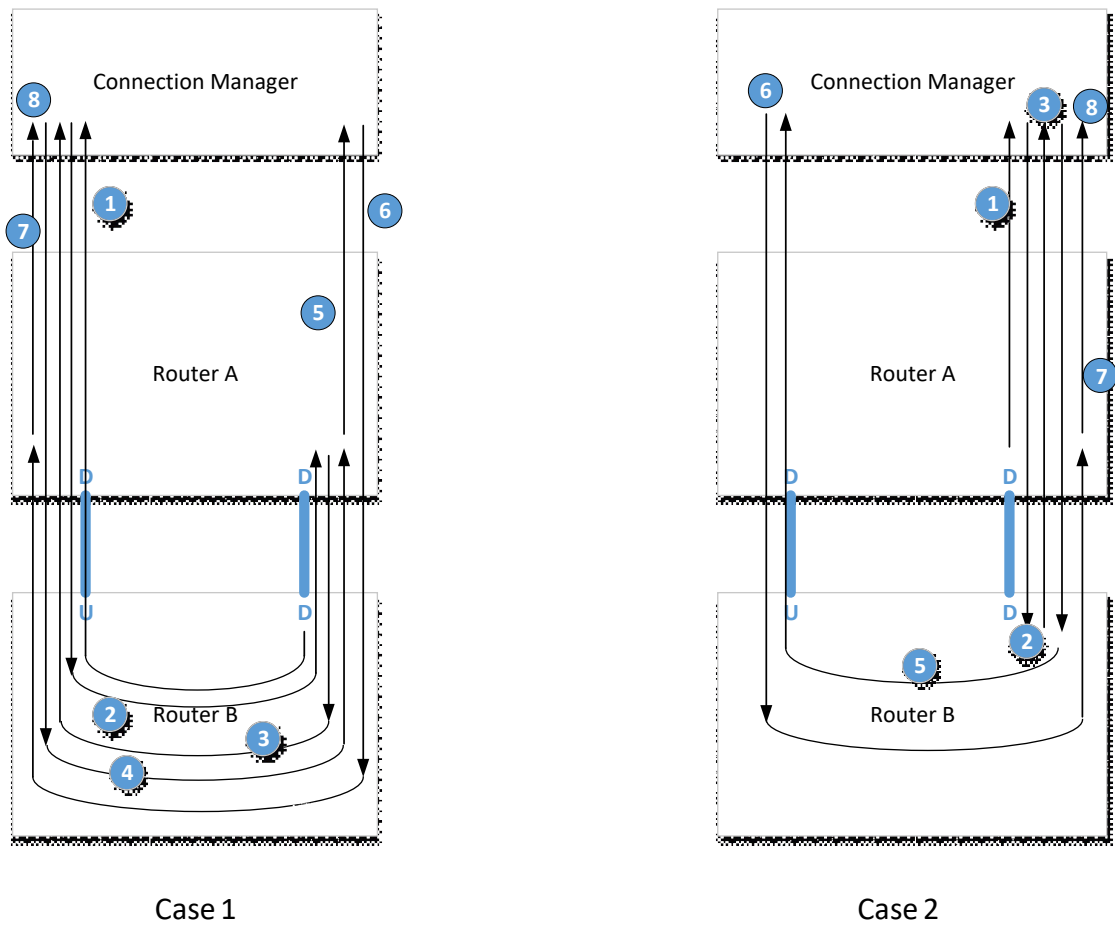 Connection Manager
8
1
7
6
5
Router A
D D
U D
2
Router B
3
4
Case 1
Connection Manager
6
3
8
1
Router A
7
D D
U D
2
5
Router B
Case 2